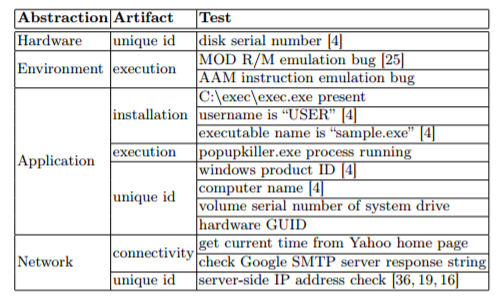 Abstraction Artifact Test
Hardware unique id disk serial number [4]
Environment execution MOD R/M emulation bug [25]
AAM instruction emulation bug
Application installation C:\exec\exec.exe present
username is “USER” [4]
executable name is “sample.exe” [4]
execution popupkiller.exe process running
unique id windows product ID [4]
computer name [4]
volume serial number of system drive
hardware GUID
Network connectivity get current time from Yahoo home page
check Google SMTP server response string
unique id server-side IP address check [36, 19, 16]